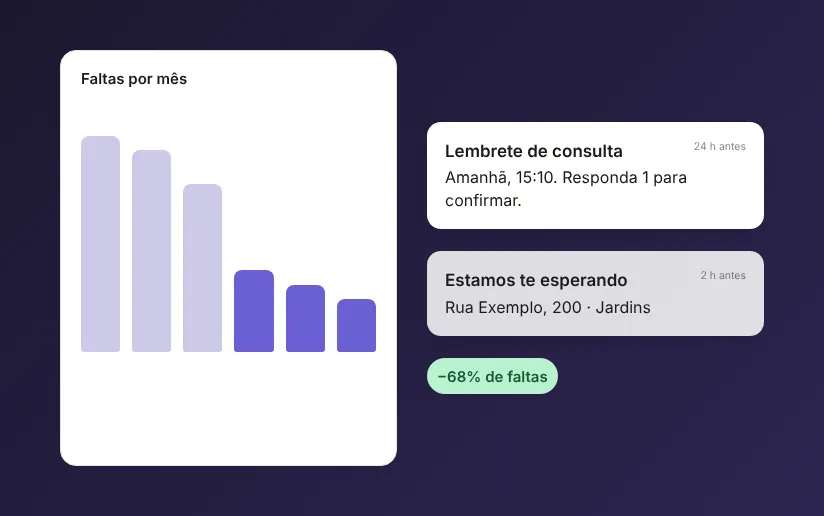 Faltas por mês
Lembrete de consulta
24 h antes
Amanhã, 15:10. Responda 1 para
confirmar.
Estamos te esperando
2 h antes
Rua Exemplo, 200 · Jardins
−68% de faltas